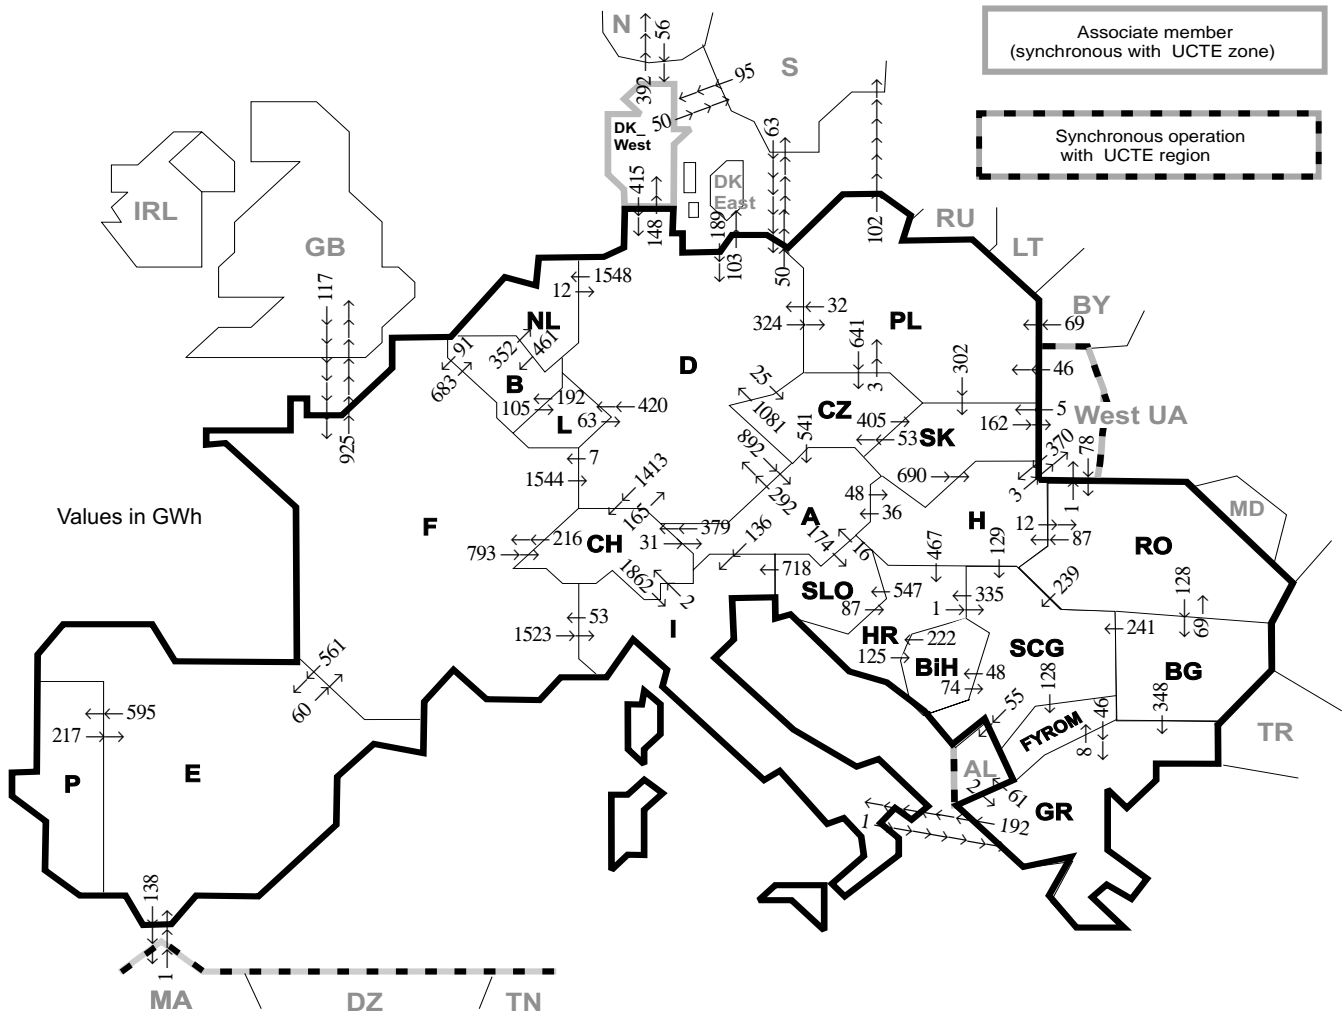 N
56
S
Associate member
(synchronous with UCTE zone)
392
95
50
63
DK_
West
Synchronous operation
with UCTE region
IRL
GB
415
148
DK
East
189
103
50
102
RU
LT
BY
117
925
1548
12
NL
32
324
PL
69
641
3
302
46
91
683
352
461
D
B
192
105
L
420
63
25
1081
CZ
405
53
SK
5
162
West UA
370
78
3
1
7
1544
892
292
541
690
1413
165
48
36
A
H
12
87
MD
Values in GWh
F
216
793
CH
379
31
136
174
16
467
129
RO
1862
2
718
SLO
547
87
335
1
239
128
69
53
1523
I
HR
222
125
BiH
48
74
SCG
241
BG
561
60
55
128
46
348
FYROM
8
TR
595
217
P
E
AL
2
61
GR
1
192
138
1
MA
DZ
TN